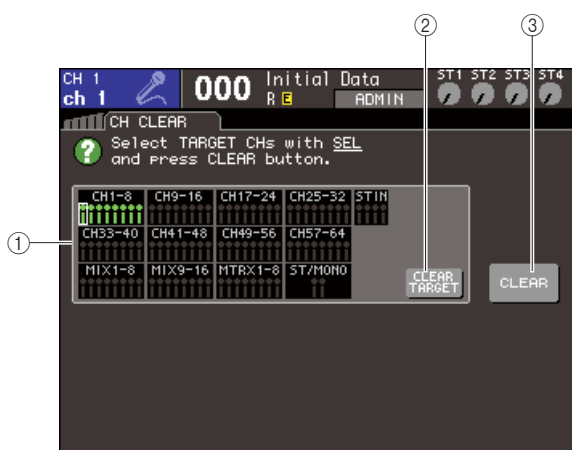 ② ③
CH 1
ch 1
000
Initial Data
R E ADMIN
ST1 ST2 ST3 ST4
CH CLEAR
? Select TARGET CHs with SEL
and press CLEAR button.
①
CH1-8 CH9-16 CH17-24 CH25-32 STIN
CH33-40 CH41-48 CH49-56 CH57-64
MIX1-8 MIX9-16 MTRX1-8 ST/MONO
CLEAR
TARGET
CLEAR